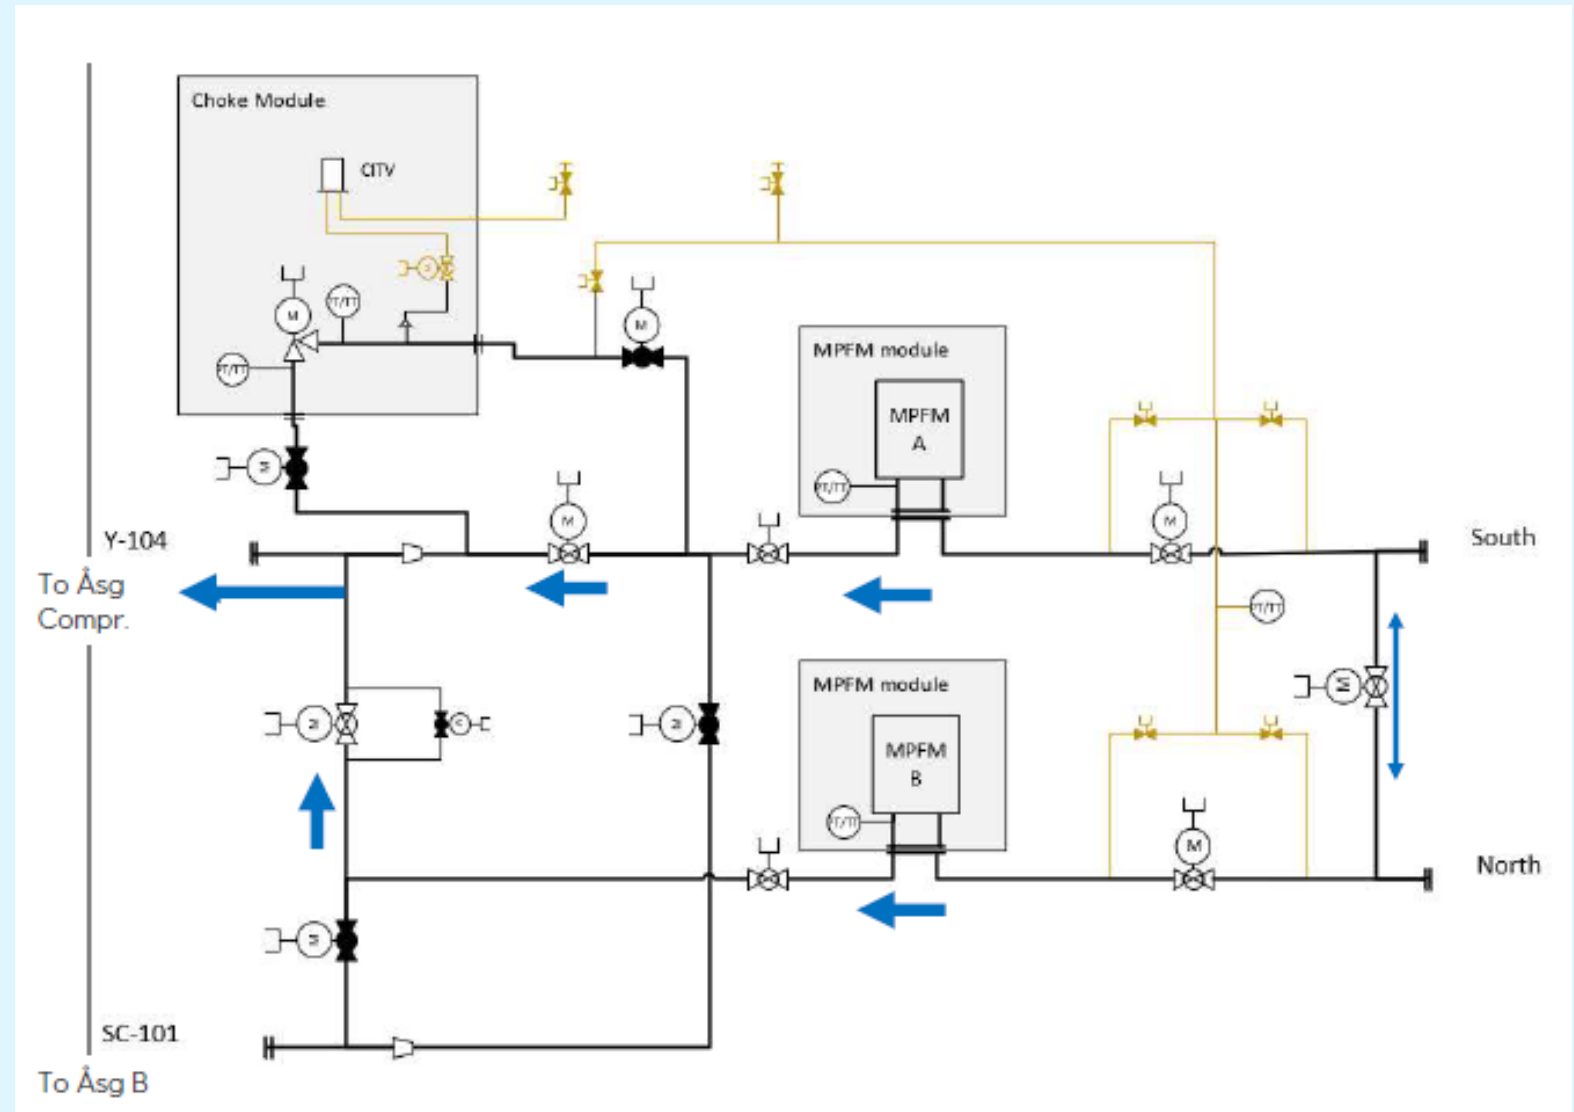 Choke Module
CITV
M
PT/TT
PT/TT
M
MPFM module
MPFM
A
PT/TT
M
M
M
Y-104
South
To Åsg
Compr.
PT/TT
MPFM module
M
M
M
MPFM
B
PT/TT
M
North
M
SC-101
To Åsg B